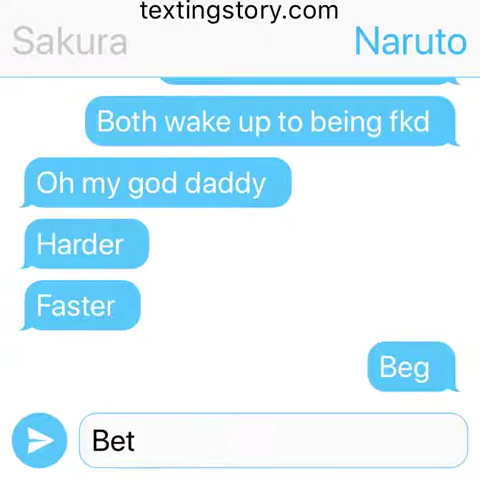 textingstory.com
Sakura Naruto
Both wake up to being fkd
Oh my god daddy
Harder
Faster
Beg
Bet